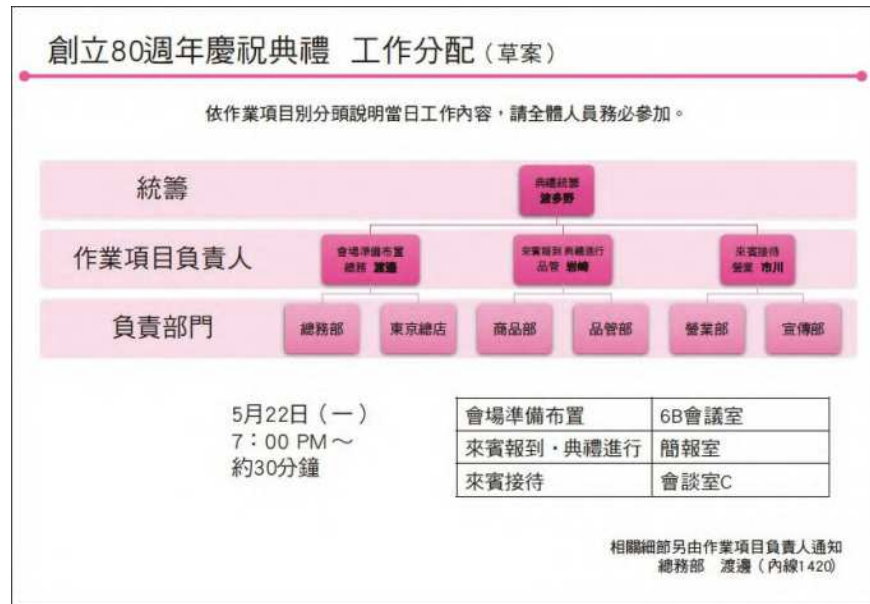 創立80週年慶祝典禮 工作分配（草案）
依作業項目別分頭說明當日工作內容，請全體人員務必參加。
統籌
典禮統籌
波多野
作業項目負責人
會場準備布置
總務 渡邊
來賓報到 典禮進行
品管 岩崎
來賓接待
營業 市川
負責部門
總務部
東京總店
商品部
品管部
營業部
宣傳部
5月22日（一）
7：00 PM～
約30分鐘
會場準備布置 6B會議室
來賓報到・典禮進行 簡報室
來賓接待 會談室C
相關細節另由作業項目負責人通知
總務部 渡邊（內線1420）